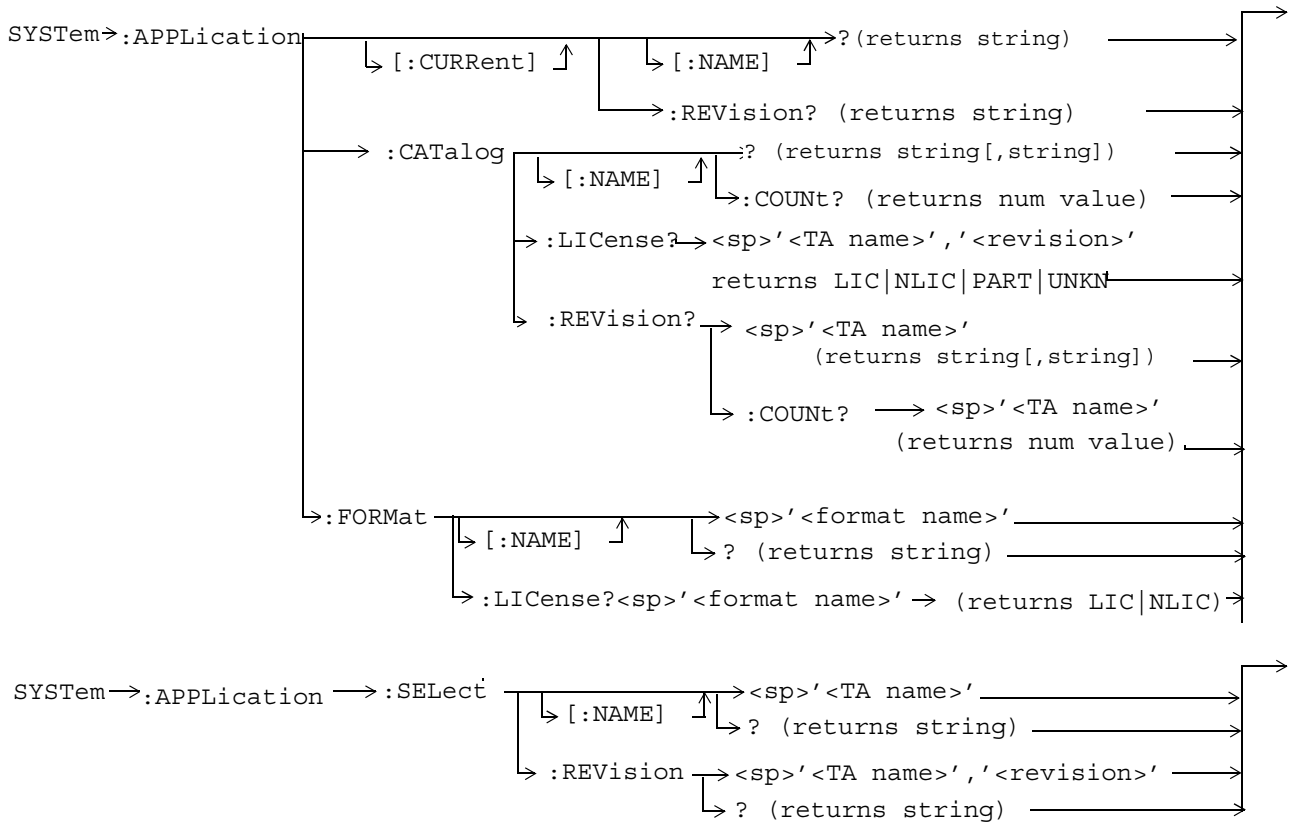 SYSTem :APPLication [:CURRent] [:NAME] ?(returns string)
:REVision? (returns string)
:CATalog ? (returns string[,string])
[:NAME]
:COUNt? (returns num value)
:LICense? <sp>'<TA name>','<revision>'
returns LIC|NLIC|PART|UNKN
:REVision? <sp>'<TA name>'
(returns string[,string])
:COUNt? <sp>'<TA name>'
(returns num value)
:FORMat <sp>'<format name>'
[:NAME] ? (returns string)
:LICense?<sp>'<format name>' (returns LIC|NLIC)
SYSTem :APPLication :SELect <sp>'<TA name>'
[:NAME] ? (returns string)
:REVision <sp>'<TA name>','<revision>'
? (returns string)